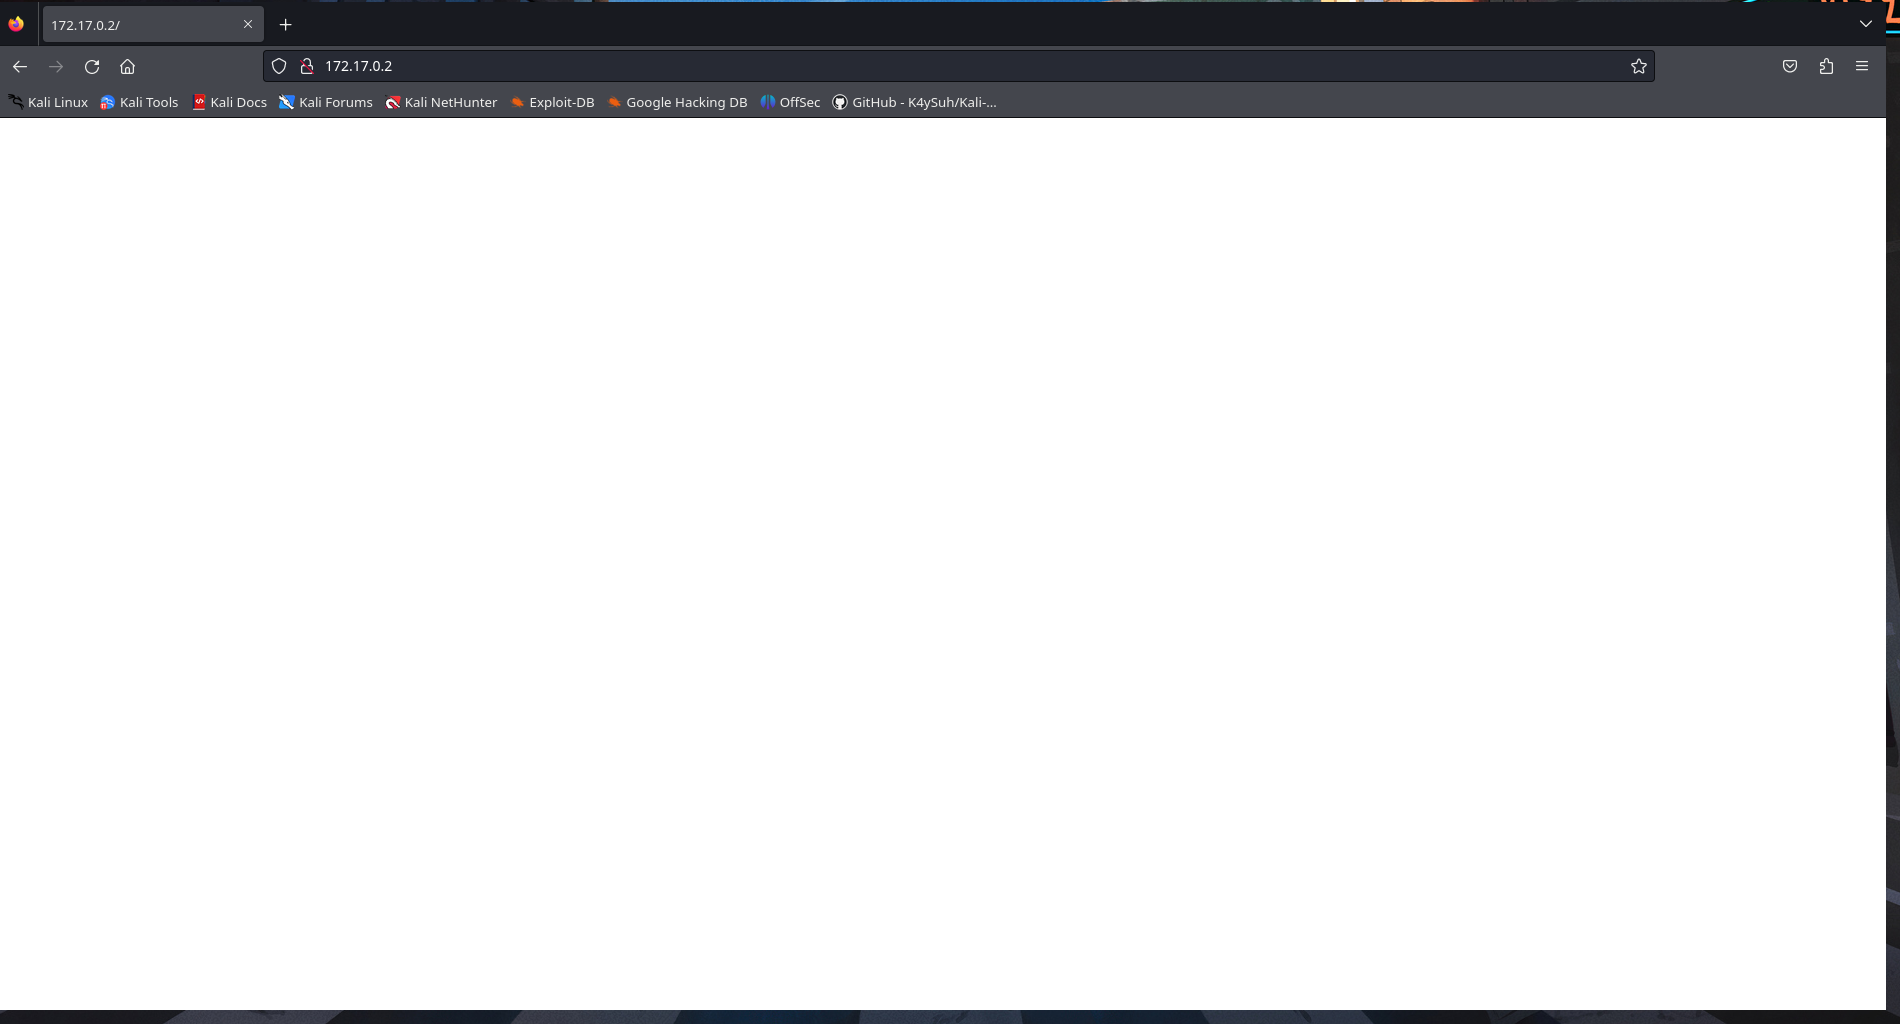 172.17.0.2/
172.17.0.2
Kali Linux Kali Tools Kali Docs Kali Forums Kali NetHunter Exploit-DB Google Hacking DB OffSec GitHub - K4ySuh/Kali-...